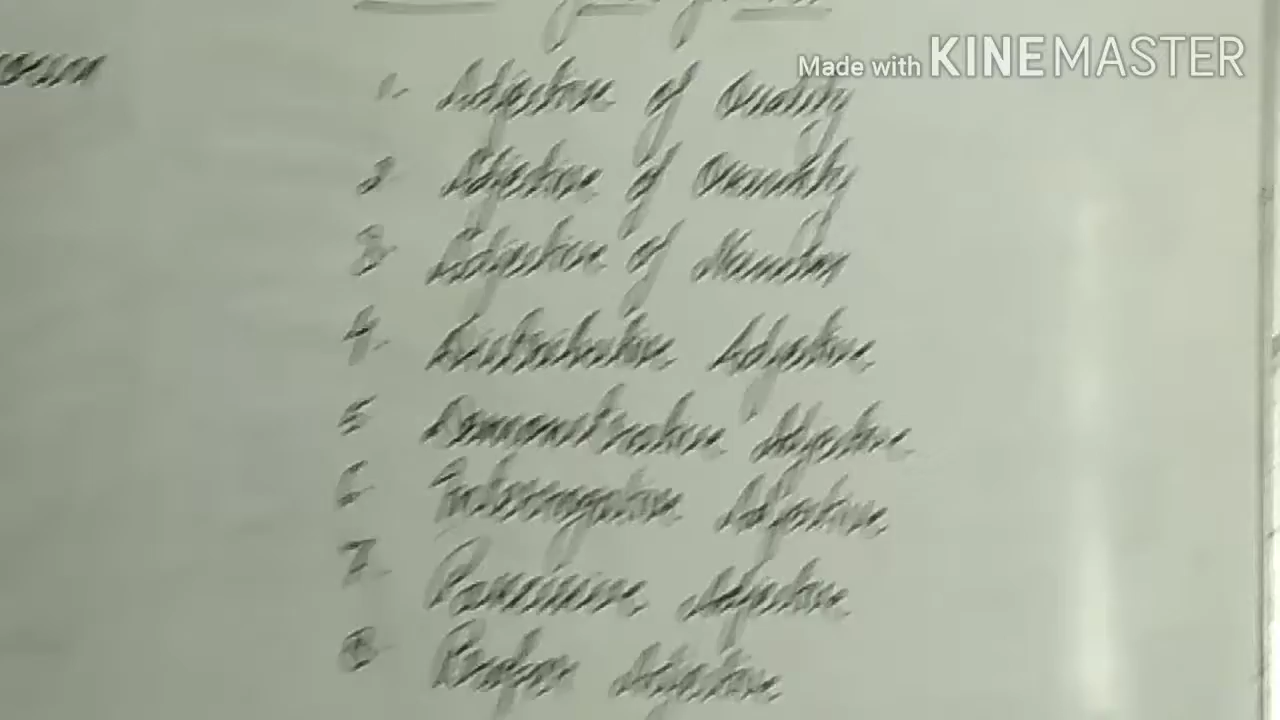 Made with KINEMASTER
1. Adjective of Quality
2. Adjective of Quantity
3. Adjective of Number
4. Distributive Adjective
5 Demonstrative Adjective
6 Interrogative Adjective
7. Possessive Adjective
8 Proper Adjective